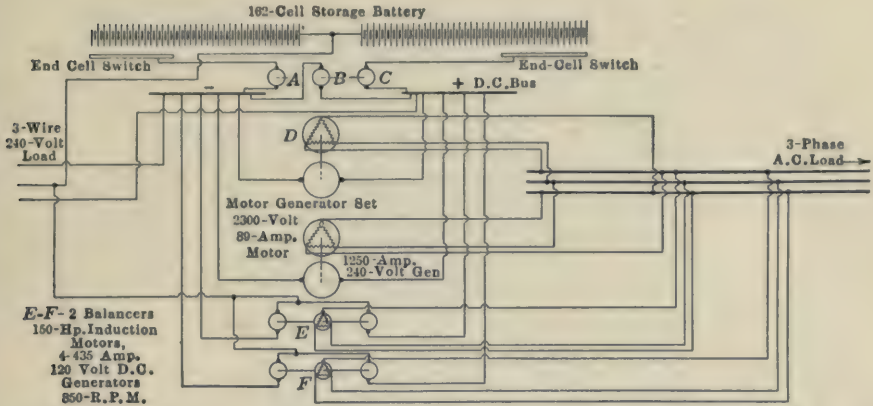 162-Cell Storage Battery
End Cell Switch
A
B
C
End-Cell Switch
-
+ D.C.Bus
3-Wire
240-Volt
Load
D
3-Phase
A.C.Load
Motor Generator Set
2300-Volt
89-Amp.
Motor
1250-Amp.
240-Volt Gen
E-F-2 Balancers
150-Hp.Induction
Motors,
4-435 Amp.
120 Volt D.C.
Generators
850-R.P.M.
E
F